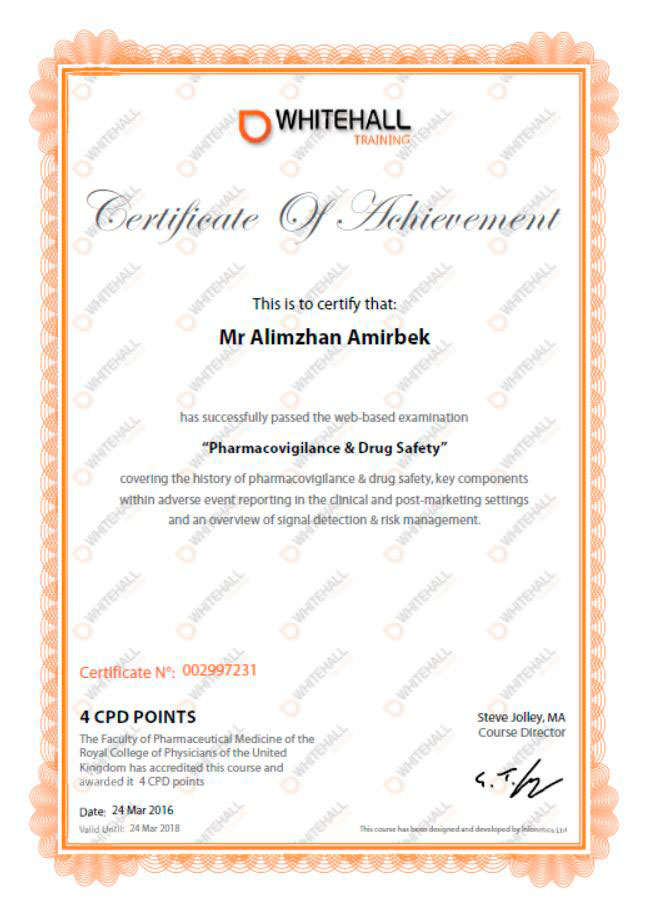 WHITEHALL
TRAINING
Certificate Of Achievement
This is to certify that:
Mr Alimzhan Amirbek
has successfully passed the web-based examination
“Pharmacovigilance & Drug Safety”
covering the history of pharmacovigilance & drug safety, key components
within adverse event reporting in the clinical and post-marketing settings
and an overview of signal detection & risk management.
Certificate N°: 002997231
4 CPD POINTS
The Faculty of Pharmaceutical Medicine of the
Royal College of Physicians of the United
Kingdom has accredited this course and
awarded it 4 CPD points
Steve Jolley, MA
Course Director
Date: 24 Mar 2016
Valid Until: 24 Mar 2018
This course has been designed and developed by Infonetica Ltd